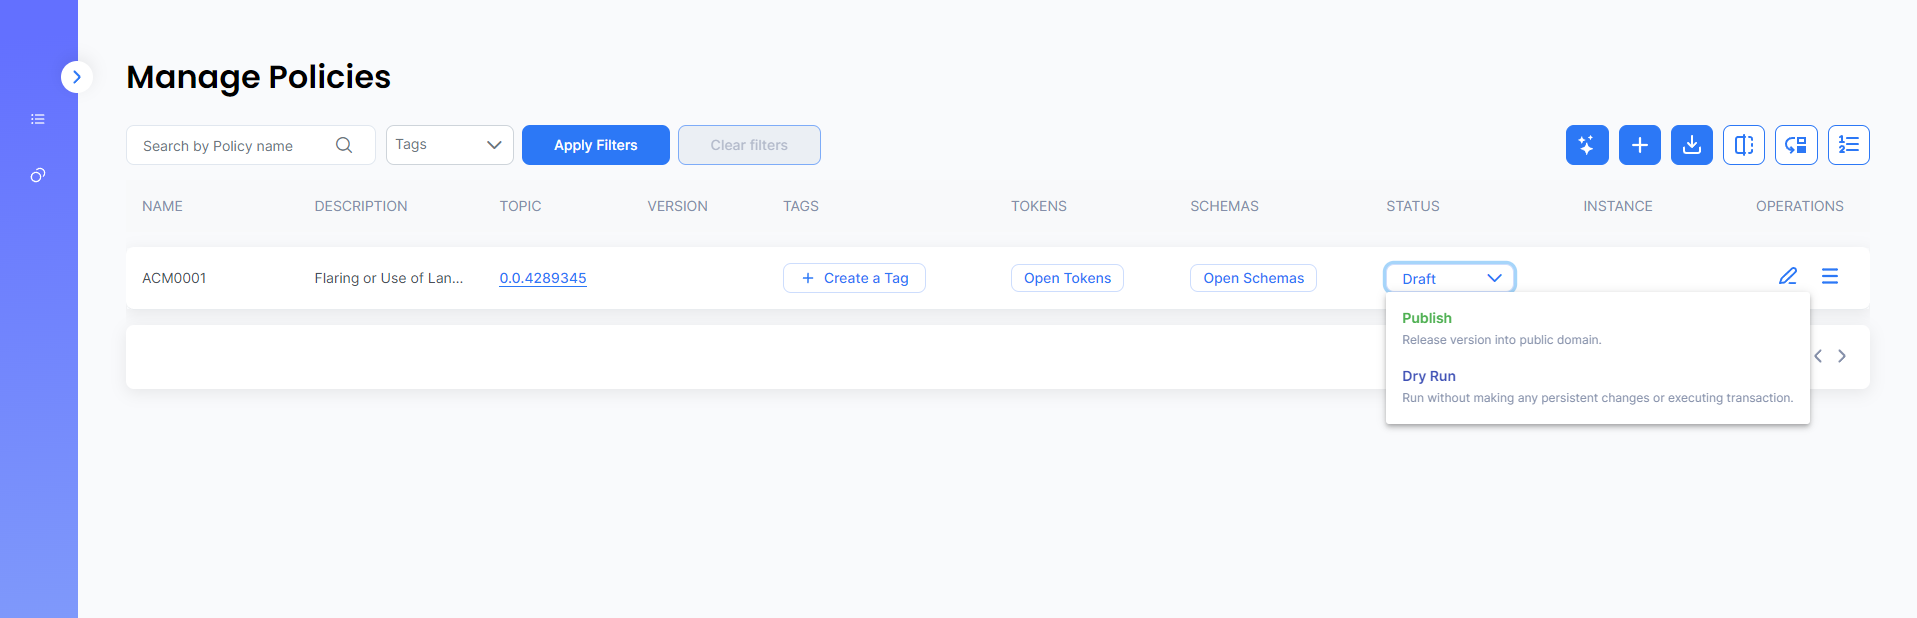 Manage Policies
Search by Policy name
Tags
Apply Filters
Clear filters
NAME DESCRIPTION TOPIC VERSION TAGS TOKENS SCHEMAS STATUS INSTANCE OPERATIONS
ACM0001 Flaring or Use of Lan... 0.0.4289345 + Create a Tag Open Tokens Open Schemas Draft
Publish
Release version into public domain.
Dry Run
Run without making any persistent changes or executing transaction.